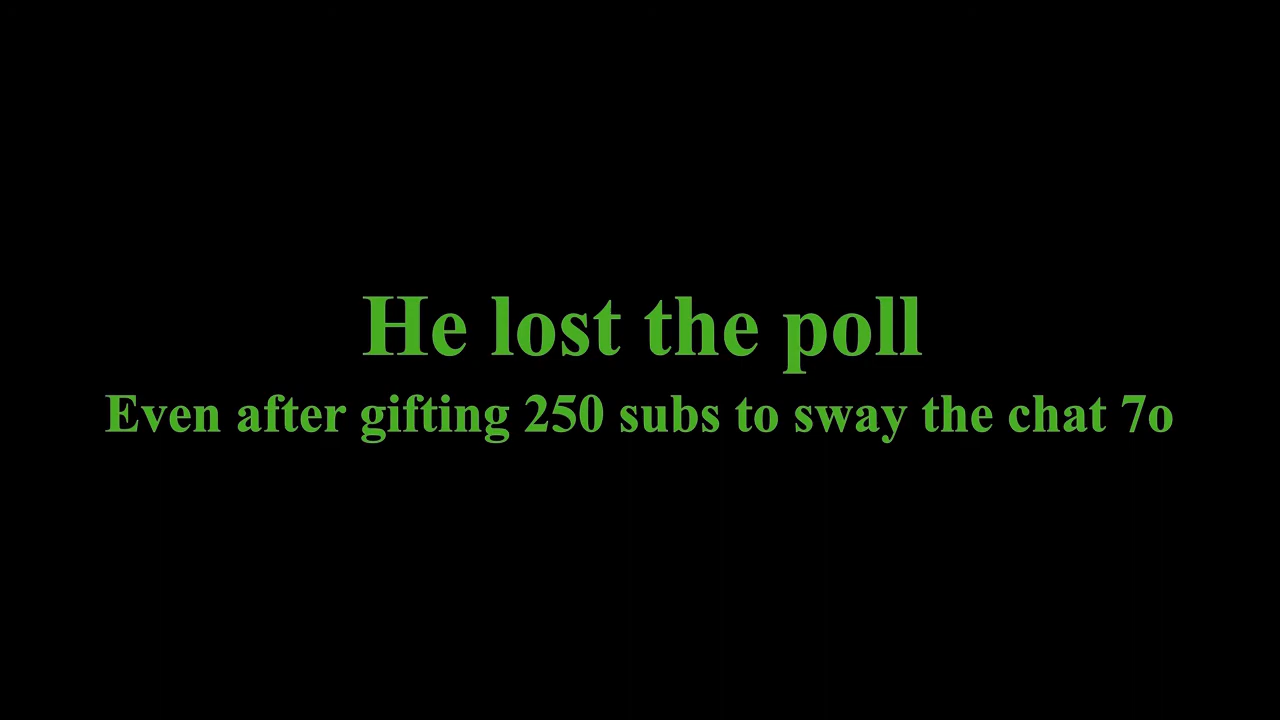 He lost the poll
Even after gifting 250 subs to sway the chat 7o